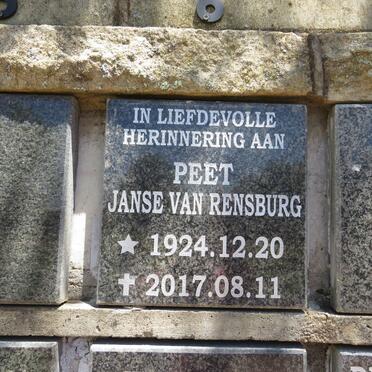 IN LIEFDEVOLLE
HERINNERING AAN
PEET
JANSE VAN RENSBURG
★ 1924.12.20
✝ 2017.08.11